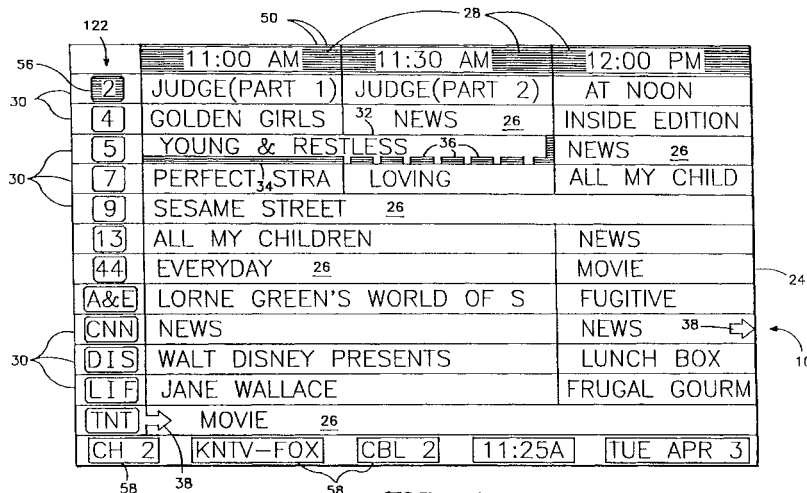 50 28
122 11:00 AM 11:30 AM 12:00 PM
56 2 JUDGE(PART 1) JUDGE(PART 2) AT NOON
30 4 GOLDEN GIRLS 32 NEWS 26 INSIDE EDITION
5 YOUNG & RESTLESS 36 NEWS 26
30 7 PERFECT STRA 34 LOVING ALL MY CHILD
9 SESAME STREET 26
13 ALL MY CHILDREN NEWS
44 EVERYDAY 26 MOVIE 24
A&E LORNE GREEN'S WORLD OF S FUGITIVE
CNN NEWS NEWS 38 10
30 DIS WALT DISNEY PRESENTS LUNCH BOX
LIF JANE WALLACE FRUGAL GOURM
TNT MOVIE 26
CH 2 KNTV-FOX CBL 2 11:25A TUE APR 3
58 38 58